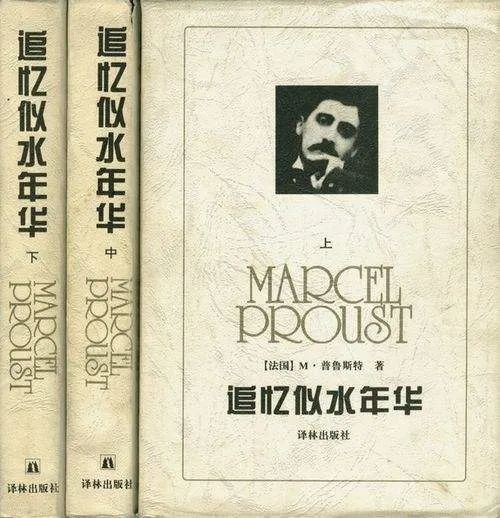 追忆似水年华
下
MARCEL
PROUST
译林出版社
追忆似水年华
中
MARCEL
PROUST
译林出版社
上
MARCEL
PROUST
［法国］M·普鲁斯特 著
追忆似水年华
译林出版社